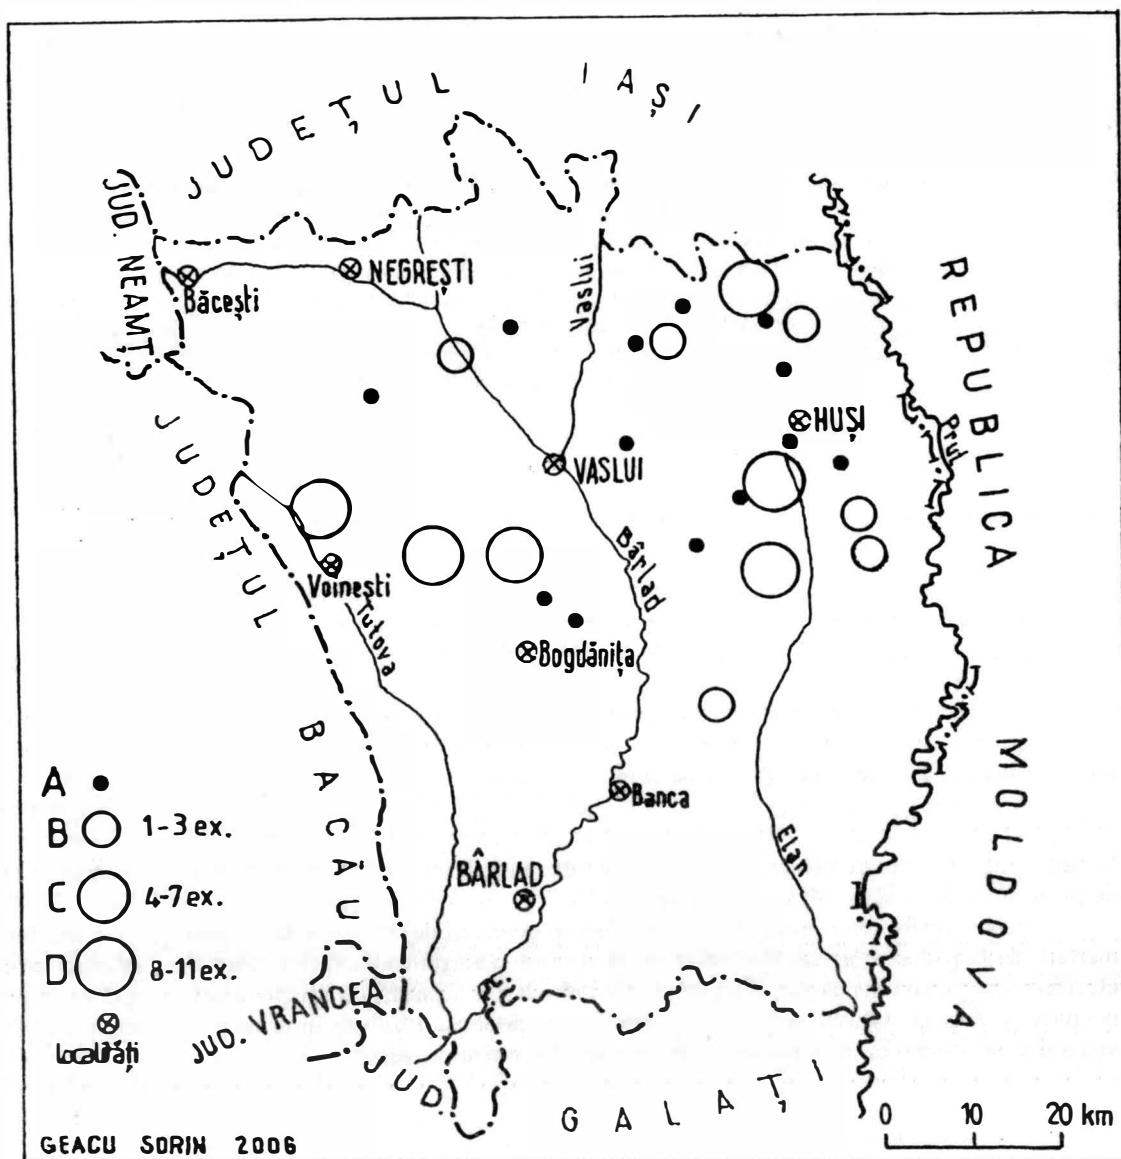 JUDEȚUL IAȘI
JUD. NEAMȚ
Băcești
NEGREȘTI
Vaslui
REPUBLICA MOLDOVA
Prut
HUȘI
VASLUI
JUDEȚUL BACĂU
Bârlad
Voinești
Tutova
Bogdănița
Banca
Elan
BÂRLAD
A
B 1-3 ex.
C 4-7 ex.
D 8-11 ex.
Localități
JUD. VRANCEA
JUD. GALAȚI
0 10 20 km
GEACU SORIN 2006